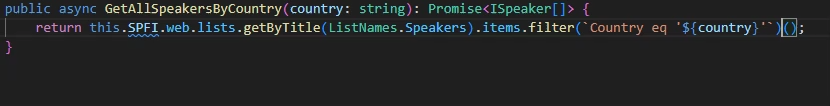 public async GetAllSpeakersByCountry(country: string): Promise<ISpeaker[]> {
return this.SPFI.web.lists.getByTitle(ListNames.Speakers).items.filter(`Country eq '${country}'`)();
}